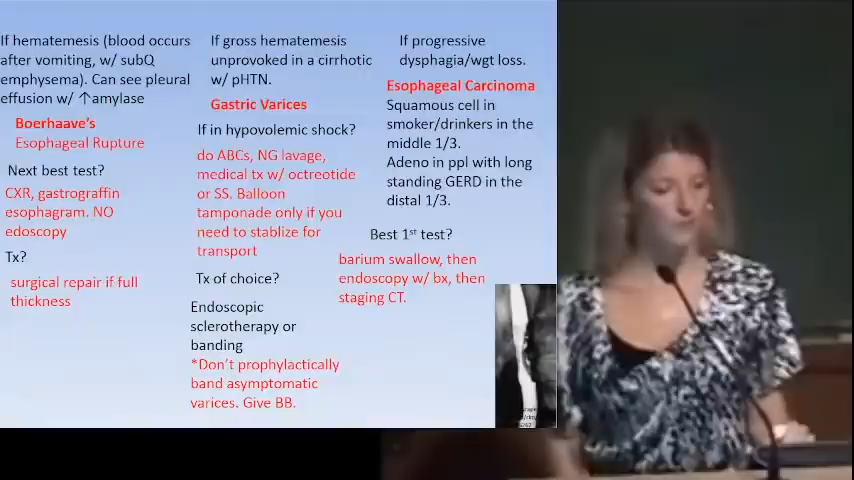 If hematemesis (blood occurs
after vomiting, w/ subQ
emphysema). Can see pleural
effusion w/ ↑amylase
Boerhaave's
Esophageal Rupture
Next best test?
CXR, gastrograffin
esophagram. NO
edoscopy
Tx?
surgical repair if full
thickness
If gross hematemesis
unprovoked in a cirrhotic
w/ pHTN.
Gastric Varices
If in hypovolemic shock?
do ABCs, NG lavage,
medical tx w/ octreotide
or SS. Balloon
tamponade only if you
need to stablize for
transport
Tx of choice?
Endoscopic
sclerotherapy or
banding
*Don't prophylactically
band asymptomatic
varices. Give BB.
If progressive
dysphagia/wgt loss.
Esophageal Carcinoma
Squamous cell in
smoker/drinkers in the
middle 1/3.
Adeno in ppl with long
standing GERD in the
distal 1/3.
Best 1st test?
barium swallow, then
endoscopy w/ bx, then
staging CT.